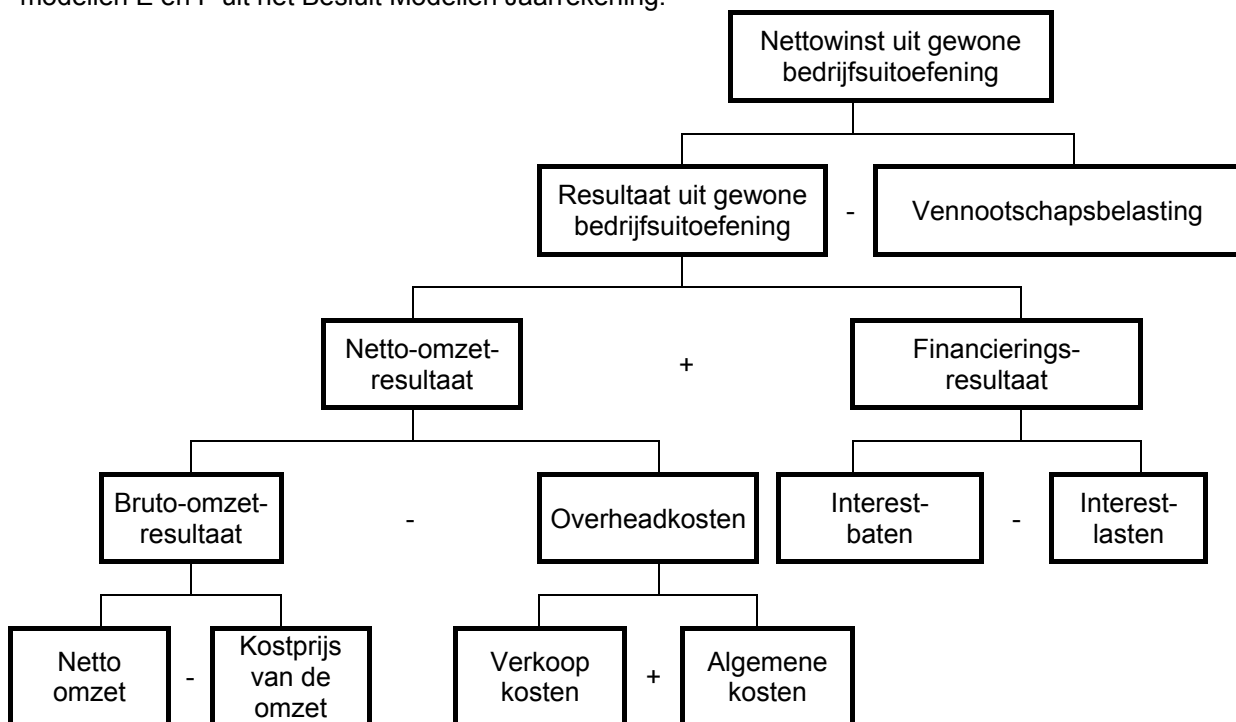 modellen E en F uit het Besluit Modellen Jaarrekening.
Nettowinst uit gewone
bedrijfsuitoefening
Resultaat uit gewone
bedrijfsuitoefening
-
Vennootschapsbelasting
Netto-omzet-
resultaat
+
Financierings-
resultaat
Bruto-omzet-
resultaat
-
Overheadkosten
Interest-
baten
-
Interest-
lasten
Netto
omzet
-
Kostprijs
van de
omzet
Verkoop
kosten
+
Algemene
kosten